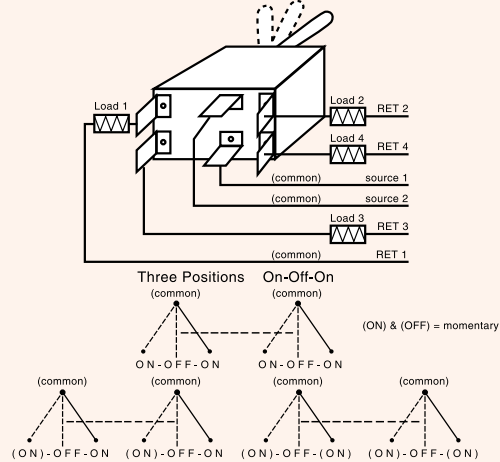 Load 1
Load 2
RET 2
Load 4
RET 4
(common) source 1
(common) source 2
Load 3
RET 3
(common) RET 1
Three Positions On-Off-On
(common) (common)
(ON) & (OFF) = momentary
ON-OFF-ON ON-OFF-ON
(common) (common) (common) (common)
(ON)-OFF-ON (ON)-OFF-ON (ON)-OFF-(ON) (ON)-OFF-(ON)